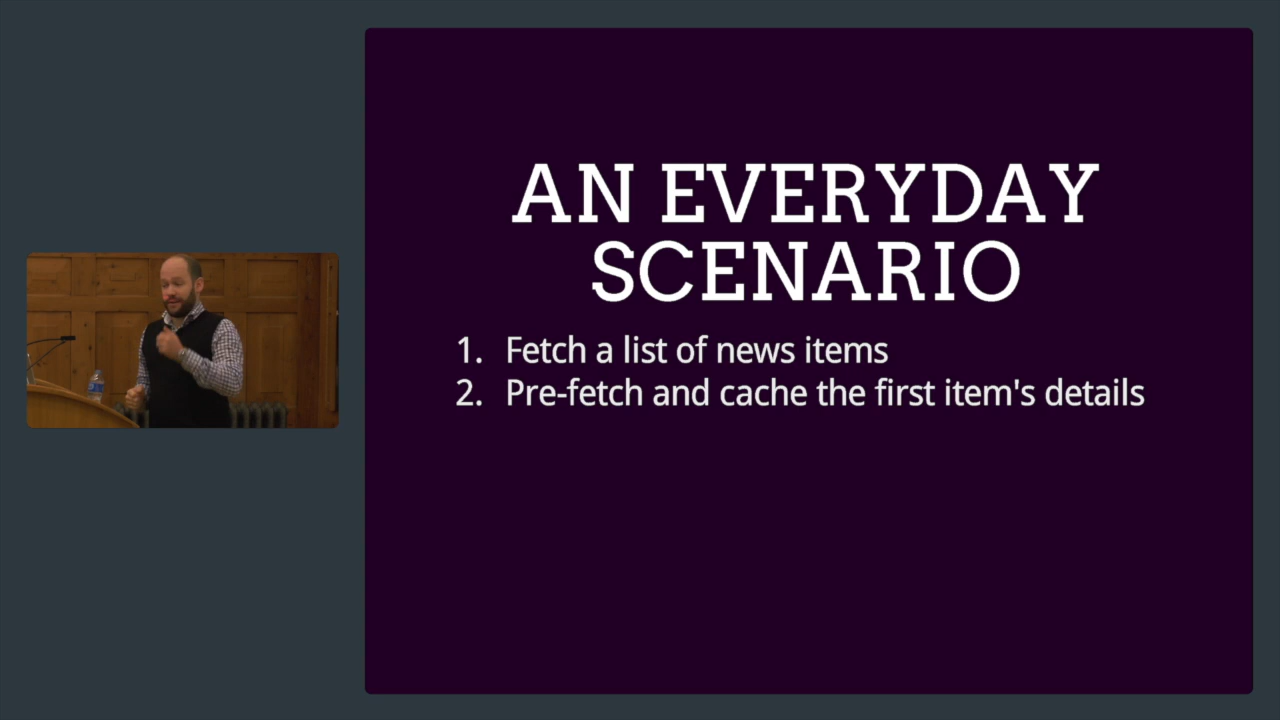 AN EVERYDAY
SCENARIO
1. Fetch a list of news items
2. Pre-fetch and cache the first item's details